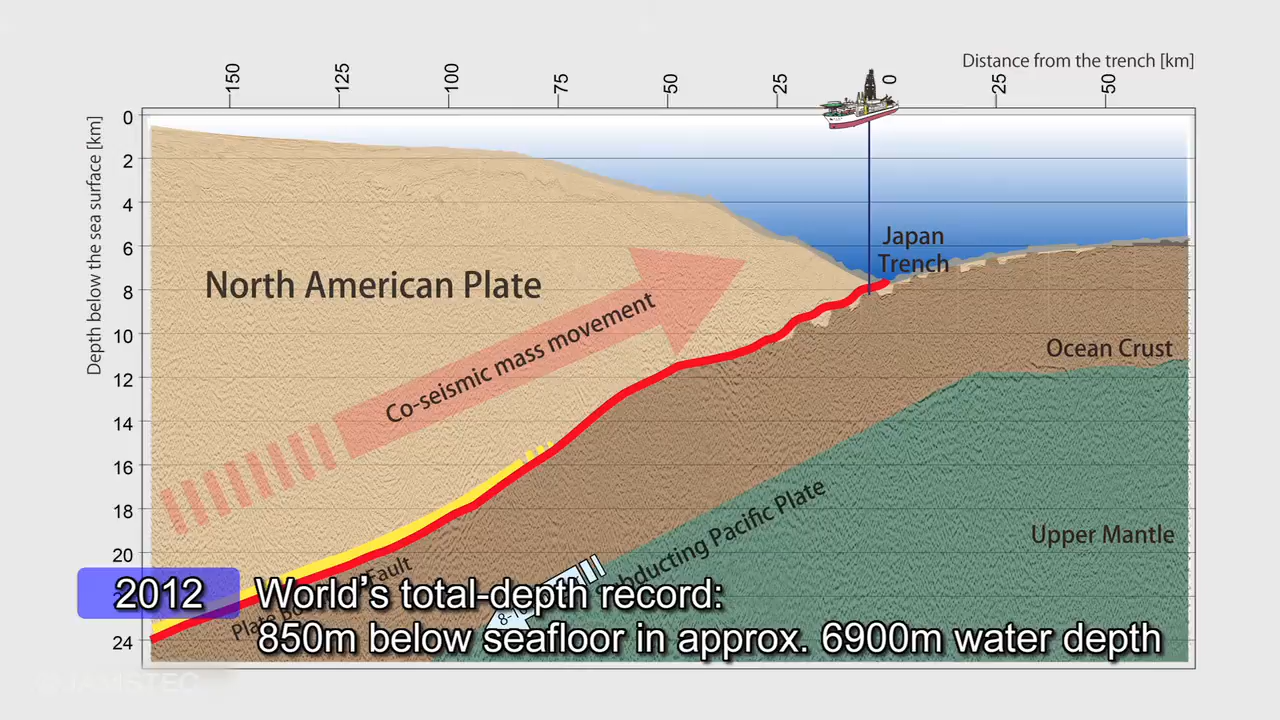 Distance from the trench [km]
150
125
100
75
50
25
0
25
50
Depth below the sea surface [km]
0
2
4
6
8
10
12
14
16
18
20
24
North American Plate
Co-seismic mass movement
Japan
Trench
Ocean Crust
Upper Mantle
Subducting Pacific Plate
Fault
2012
World's total-depth record:
850m below seafloor in approx. 6900m water depth
© JAMSTEC